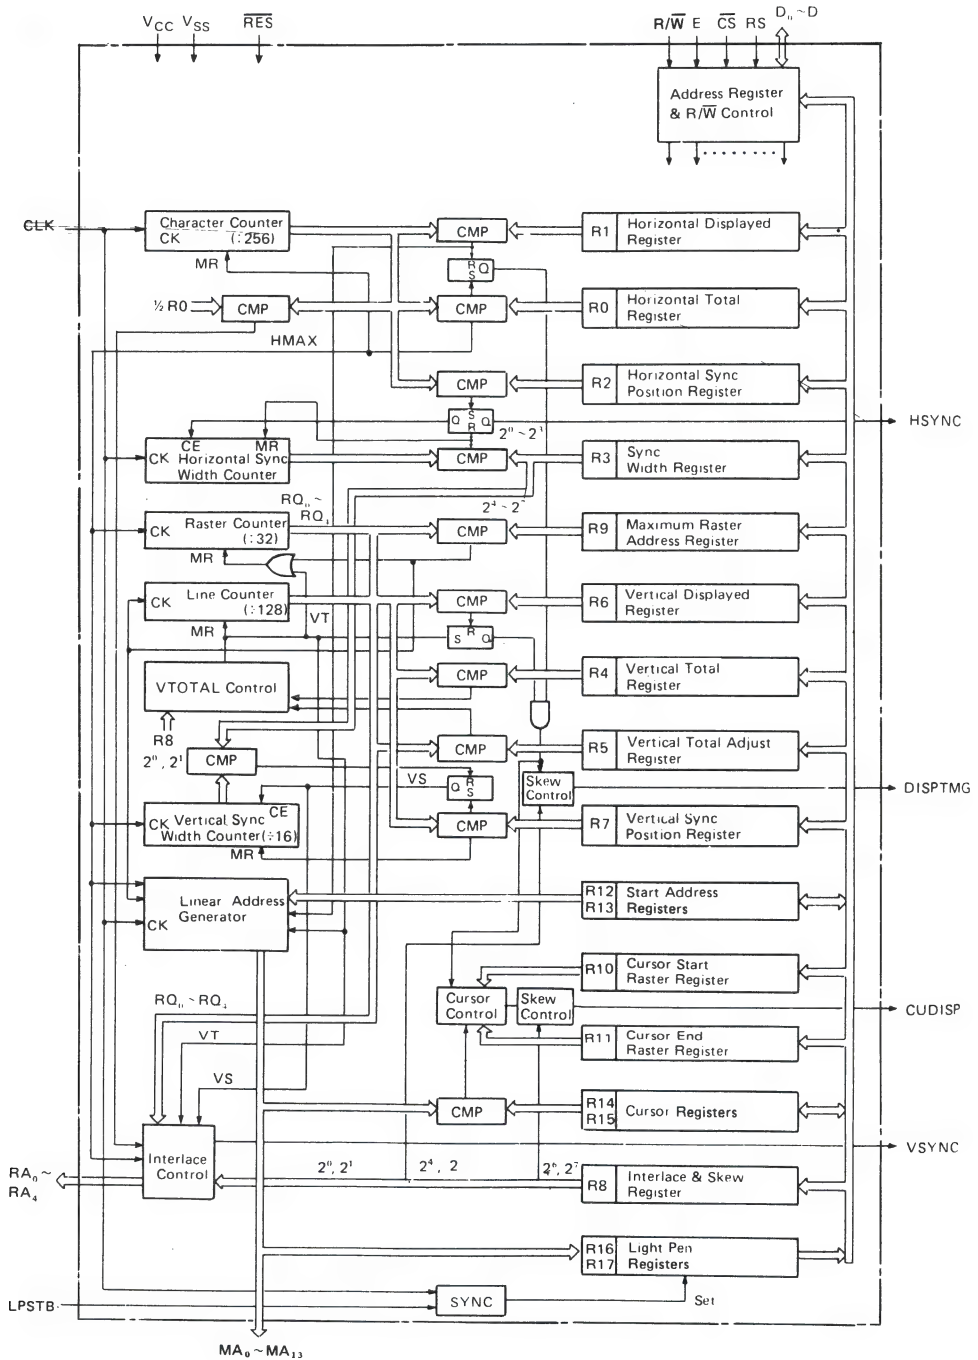 VCC VSS RES R/W E CS RS D₀~D
Address Register
& R/W Control
CLK
Character Counter
CK (÷256)
MR
CMP
R1 Horizontal Displayed
Register
R
S Q
½ R0
CMP
CMP
R0 Horizontal Total
Register
HMAX
CMP
R2 Horizontal Sync
Position Register
Q S
R Q
HSYNC
CE MR
CK Horizontal Sync
Width Counter
CMP
R3 Sync
Width Register
RQ₀~
CK Raster Counter
(÷32)
MR
CMP
R9 Maximum Raster
Address Register
CK Line Counter
(÷128)
MR
VT
CMP
R6 Vertical Displayed
Register
S R Q
VTOTAL Control
CMP
R4 Vertical Total
Register
R8
2⁰, 2¹
CMP
CMP
R5 Vertical Total Adjust
Register
VS
Q R
S
Skew
Control
DISPTMG
CE
CK Vertical Sync
Width Counter(÷16)
MR
CMP
R7 Vertical Sync
Position Register
CK Linear Address
Generator
R12
R13
Start Address
Registers
R10 Cursor Start
Raster Register
Cursor
Control
Skew
Control
CUDISP
R11 Cursor End
Raster Register
VT
VS
CMP
R14
R15
Cursor Registers
VSYNC
Interlace
Control
RA₀~
RA₄
2⁰, 2¹ 2⁴, 2 2⁶, 2⁷
R8 Interlace & Skew
Register
R16
R17
Light Pen
Registers
LPSTB
SYNC
Set
MA₀~MA₁₃